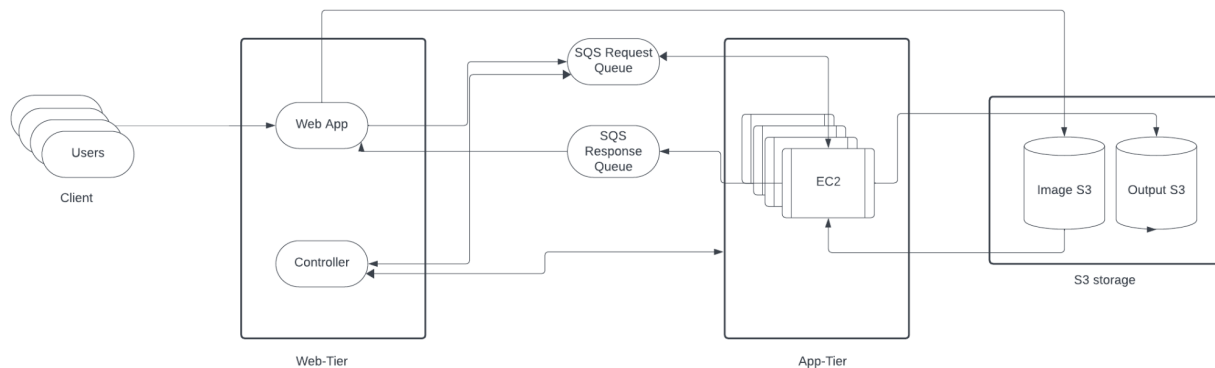 Users
Client
Web App
Controller
Web-Tier
SQS Request
Queue
SQS
Response
Queue
EC2
App-Tier
Image S3
Output S3
S3 storage